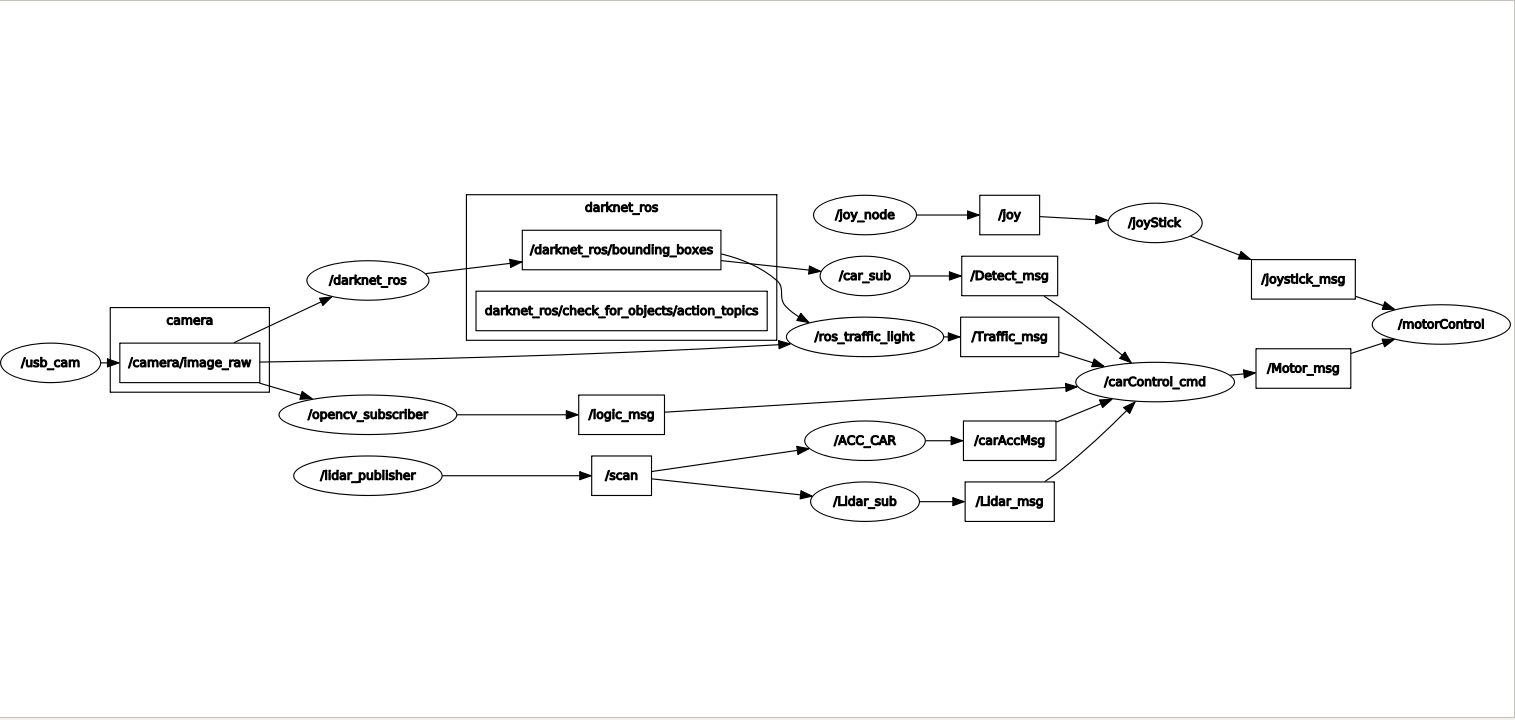 /usb_cam
camera
/camera/image_raw
/darknet_ros
/opencv_subscriber
/lidar_publisher
darknet_ros
/darknet_ros/bounding_boxes
darknet_ros/check_for_objects/action_topics
/logic_msg
/scan
/joy_node
/car_sub
/ros_traffic_light
/ACC_CAR
/Lidar_sub
/joy
/Detect_msg
/Traffic_msg
/carAccMsg
/Lidar_msg
/joyStick
/carControl_cmd
/joystick_msg
/Motor_msg
/motorControl